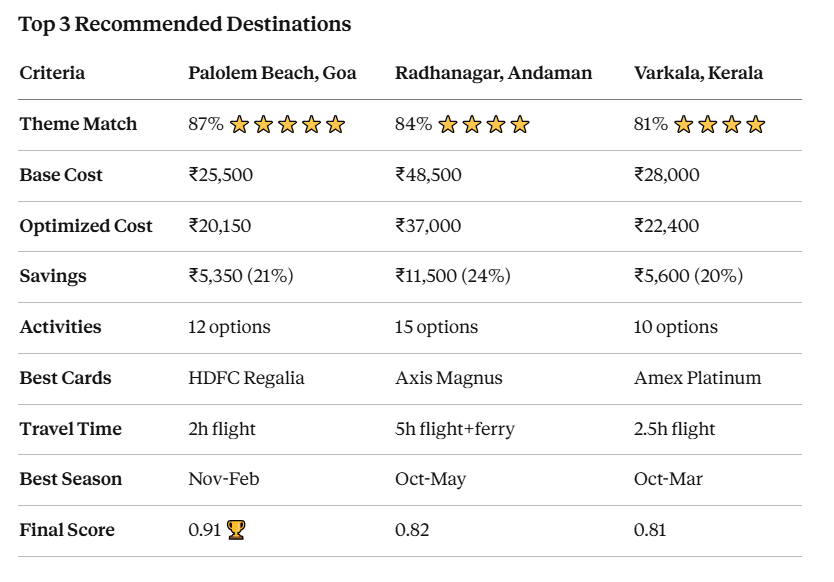 Top 3 Recommended Destinations
Criteria Palolem Beach, Goa Radhanagar, Andaman Varkala, Kerala
Theme Match 87% ⭐⭐⭐⭐⭐ 84% ⭐⭐⭐⭐ 81% ⭐⭐⭐⭐
Base Cost ₹25,500 ₹48,500 ₹28,000
Optimized Cost ₹20,150 ₹37,000 ₹22,400
Savings ₹5,350 (21%) ₹11,500 (24%) ₹5,600 (20%)
Activities 12 options 15 options 10 options
Best Cards HDFC Regalia Axis Magnus Amex Platinum
Travel Time 2h flight 5h flight+ferry 2.5h flight
Best Season Nov-Feb Oct-May Oct-Mar
Final Score 0.91 🏆 0.82 0.81